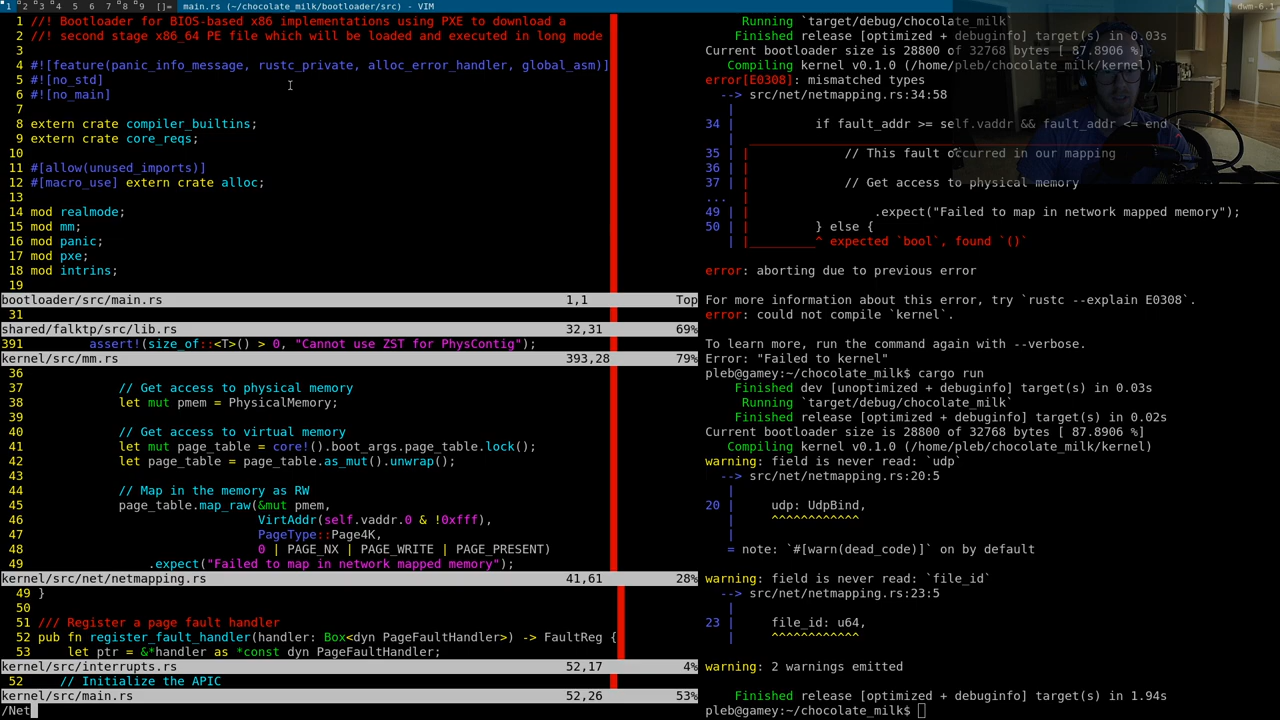 1 2 3 4 5 6 7 8 9 []= main.rs (~/chocolate_milk/bootloader/src) - VIM
dwm-6.1
1 //! Bootloader for BIOS-based x86 implementations using PXE to download a
2 //! second stage x86_64 PE file which will be loaded and executed in long mode
3
4 #![feature(panic_info_message, rustc_private, alloc_error_handler, global_asm)]
5 #![no_std]
6 #![no_main]
7
8 extern crate compiler_builtins;
9 extern crate core_reqs;
10
11 #[allow(unused_imports)]
12 #[macro_use] extern crate alloc;
13
14 mod realmode;
15 mod mm;
16 mod panic;
17 mod pxe;
18 mod intrins;
19
bootloader/src/main.rs 1,1 Top
31
shared/falktp/src/lib.rs 32,31 69%
391 assert!(size_of::<T>() > 0, "Cannot use ZST for PhysContig");
kernel/src/mm.rs 393,28 79%
36
37 // Get access to physical memory
38 let mut pmem = PhysicalMemory;
39
40 // Get access to virtual memory
41 let mut page_table = core!().boot_args.page_table.lock();
42 let page_table = page_table.as_mut().unwrap();
43
44 // Map in the memory as RW
45 page_table.map_raw(&mut pmem,
46 VirtAddr(self.vaddr.0 & !0xfff),
47 PageType::Page4K,
48 0 | PAGE_NX | PAGE_WRITE | PAGE_PRESENT)
49 .expect("Failed to map in network mapped memory");
kernel/src/net/netmapping.rs 41,61 28%
49 }
50
51 /// Register a page fault handler
52 pub fn register_fault_handler(handler: Box<dyn PageFaultHandler>) -> FaultReg {
53 let ptr = &*handler as *const dyn PageFaultHandler;
kernel/src/interrupts.rs 52,17 4%
52 // Initialize the APIC
kernel/src/main.rs 52,26 53%
/Net
Running `target/debug/chocolate_milk`
Finished release [optimized + debuginfo] target(s) in 0.03s
Current bootloader size is 28800 of 32768 bytes [ 87.8906 %]
Compiling kernel v0.1.0 (/home/pleb/chocolate_milk/kernel)
error[E0308]: mismatched types
--> src/net/netmapping.rs:34:58
|
34 | if fault_addr >= self.vaddr && fault_addr <= end {
| __________
35 | | // This fault occurred in our mapping
36 | |
37 | | // Get access to physical memory
... |
49 | | .expect("Failed to map in network mapped memory");
50 | | } else {
| |_________^ expected `bool`, found `()`
error: aborting due to previous error
For more information about this error, try `rustc --explain E0308`.
error: could not compile `kernel`.
To learn more, run the command again with --verbose.
Error: "Failed to kernel"
pleb@gamey:~/chocolate_milk$ cargo run
Finished dev [unoptimized + debuginfo] target(s) in 0.03s
Running `target/debug/chocolate_milk`
Finished release [optimized + debuginfo] target(s) in 0.02s
Current bootloader size is 28800 of 32768 bytes [ 87.8906 %]
Compiling kernel v0.1.0 (/home/pleb/chocolate_milk/kernel)
warning: field is never read: `udp`
--> src/net/netmapping.rs:20:5
|
20 | udp: UdpBind,
| ^^^^^^^^^^^^
|
= note: `#[warn(dead_code)]` on by default
warning: field is never read: `file_id`
--> src/net/netmapping.rs:23:5
|
23 | file_id: u64,
| ^^^^^^^^^^^^
warning: 2 warnings emitted
Finished release [optimized + debuginfo] target(s) in 1.94s
pleb@gamey:~/chocolate_milk$